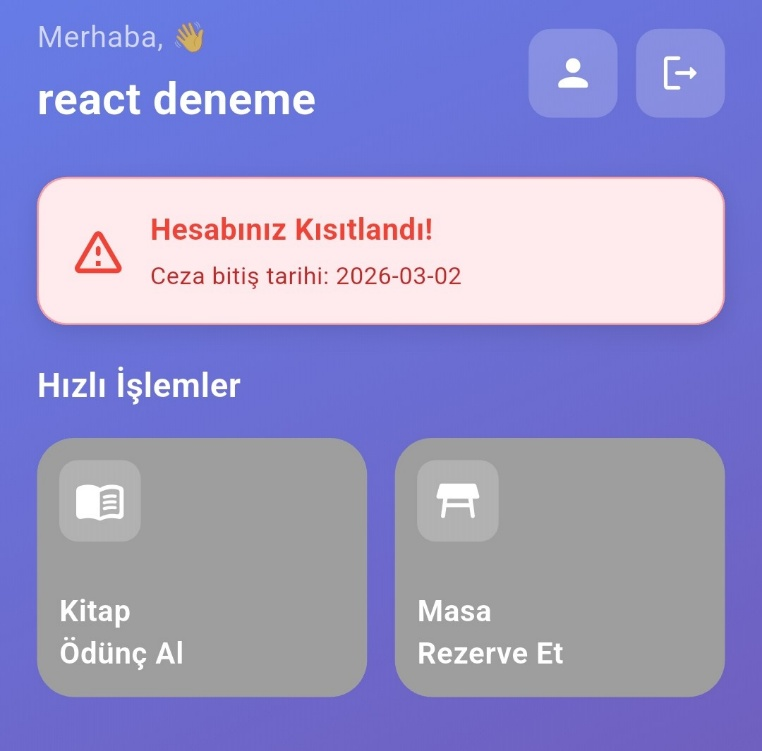 Merhaba, 👋
react deneme
Hesabınız Kısıtlandı!
Ceza bitiş tarihi: 2026-03-02
Hızlı İşlemler
Kitap
Ödünç Al
Masa
Rezerve Et